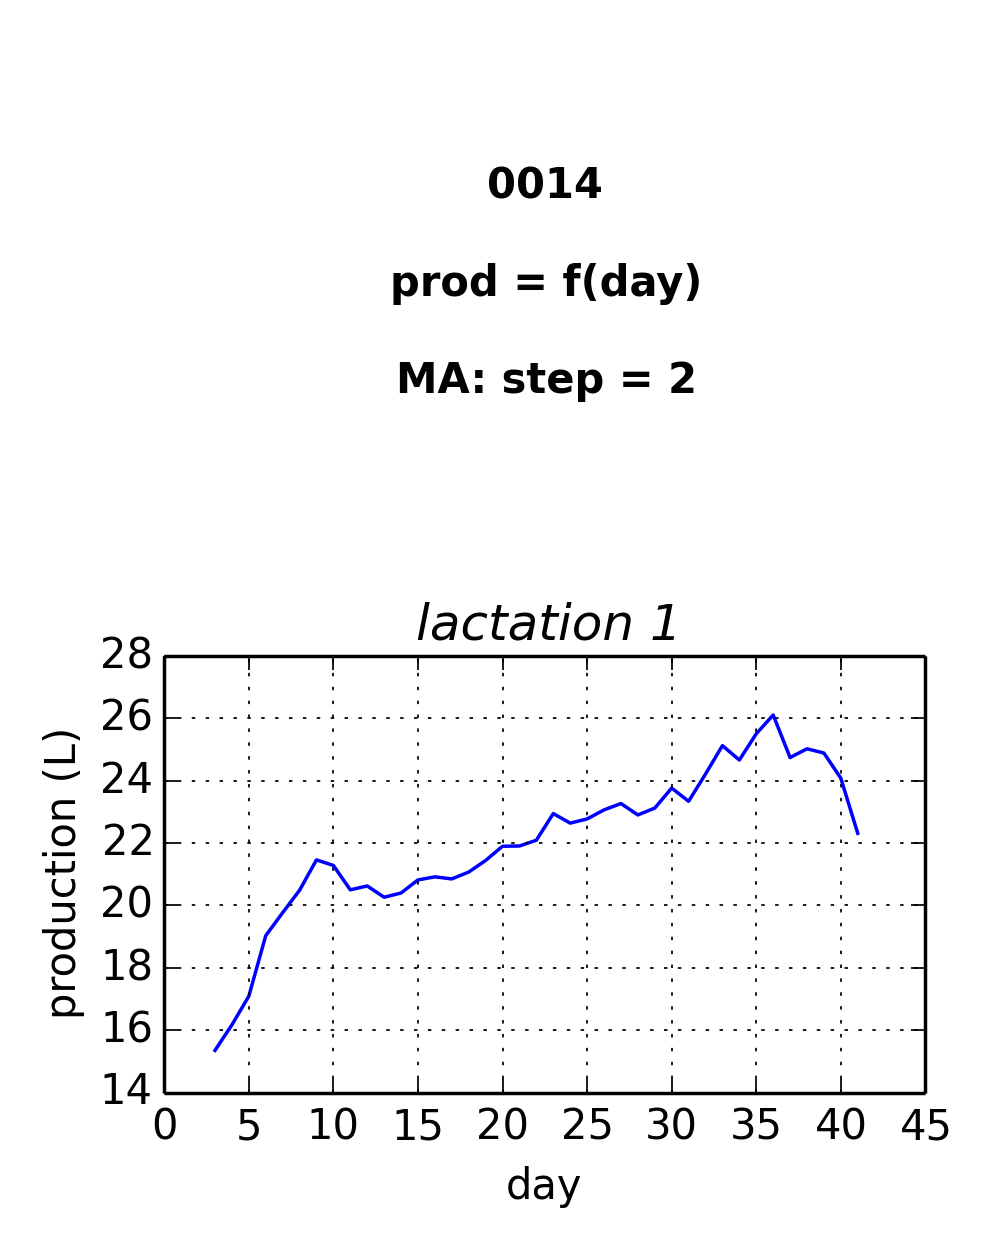 0014
prod = f(day)
MA: step = 2
lactation 1
production (L)
28
26
24
22
20
18
16
14
0 5 10 15 20 25 30 35 40 45
day